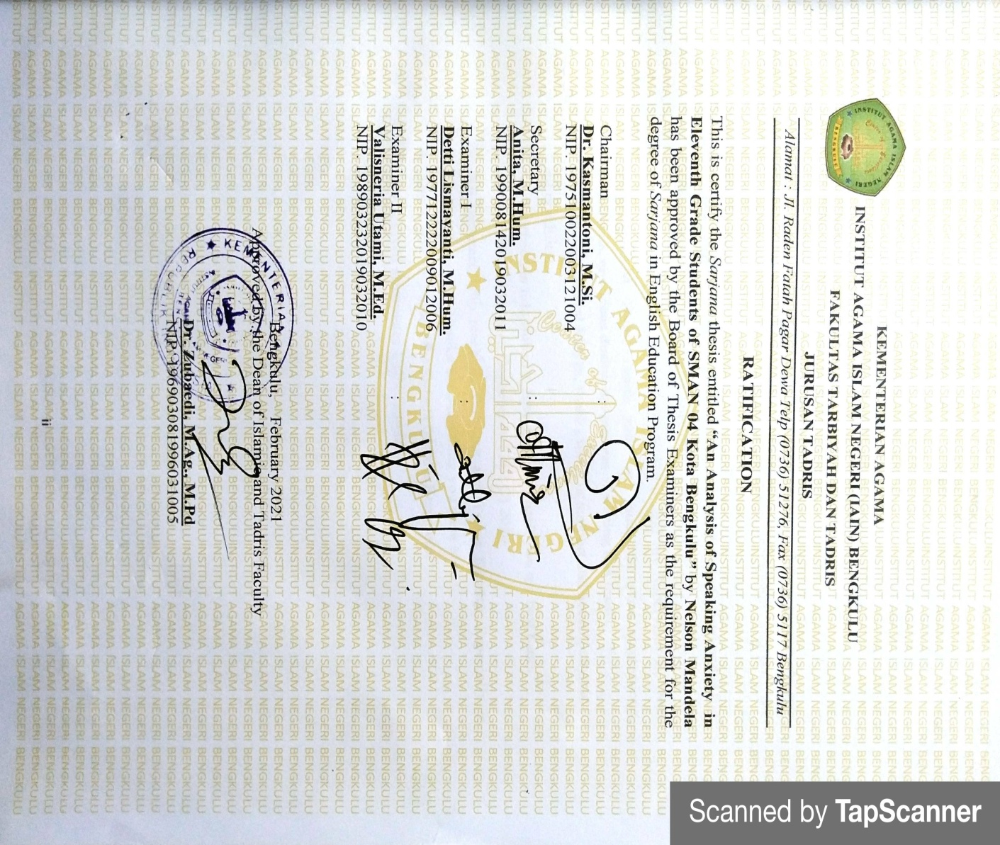 KEMENTERIAN AGAMA
INSTITUT AGAMA ISLAM NEGERI (IAIN) BENGKULU
FAKULTAS TARBIYAH DAN TADRIS
JURUSAN TADRIS
Alamat : Jl. Raden Fatah Pagar Dewa Telp (0736) 51276, Fax (0736) 5117 Bengkulu
RATIFICATION
This is certify the Sarjana thesis entitled “An Analysis of Speaking Anxiety in
Eleventh Grade Students of SMAN 04 Kota Bengkulu” by Nelson Mandela
has been approved by the Board of Thesis Examiners as the requirement for the
degree of Sarjana in English Education Program.
Chairman
Dr. Kasmantoni, M.Si. :
NIP. 197510022003121004
Secretary
Anita, M.Hum. :
NIP. 199008142019032011
Examiner I
Detti Lismayanti, M.Hum. :
NIP. 197712222009012006
Examiner II
Valisneria Utami, M.Ed. :
NIP. 198903232019032010
Bengkulu, February 2021
Approved by the Dean of Islamic and Tadris Faculty
Dr. Zubaedi, M.Ag., M.Pd
NIP. 196903081996031005
ii
INSTITUT AGAMA ISLAM NEGERI
BENGKULU
Scanned by TapScanner